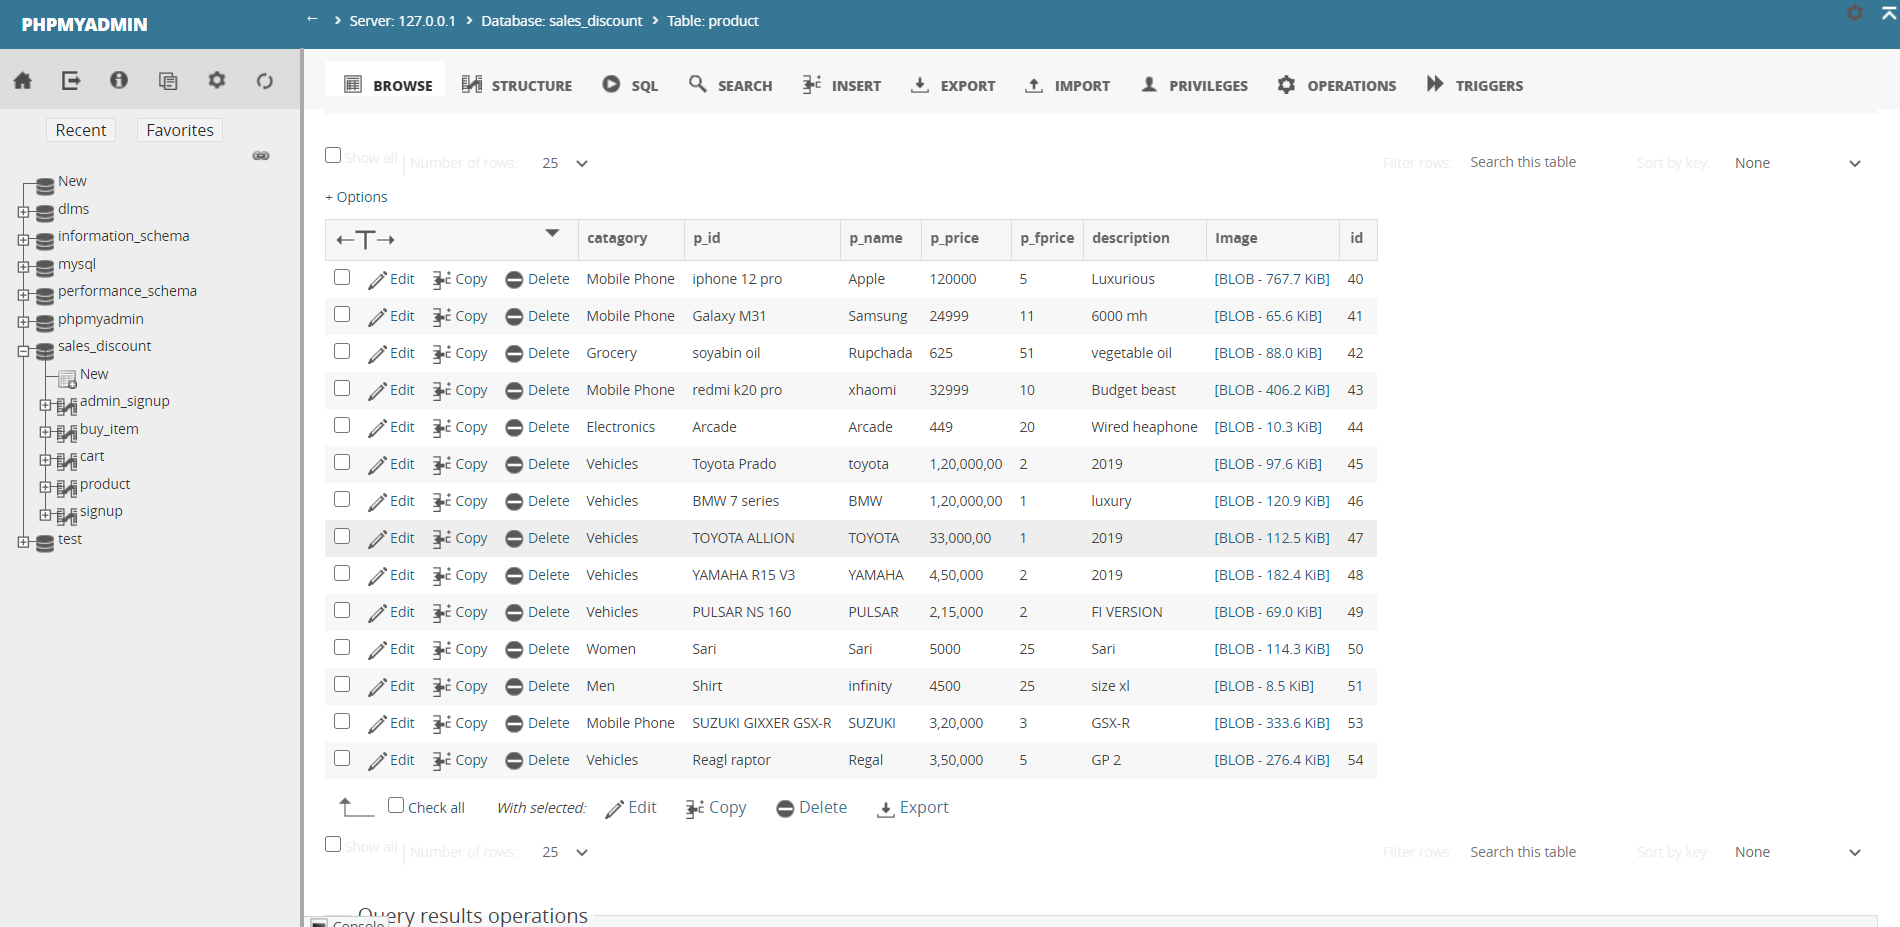 PHPMYADMIN
← › Server: 127.0.0.1 › Database: sales_discount › Table: product
BROWSE STRUCTURE SQL SEARCH INSERT EXPORT IMPORT PRIVILEGES OPERATIONS TRIGGERS
Recent Favorites
New
dlms
information_schema
mysql
performance_schema
phpmyadmin
sales_discount
New
admin_signup
buy_item
cart
product
signup
test
Show all Number of rows: 25 Filter rows: Search this table Sort by key: None
+ Options
←T→ catagory p_id p_name p_price p_fprice description Image id
Edit Copy Delete Mobile Phone iphone 12 pro Apple 120000 5 Luxurious [BLOB - 767.7 KiB] 40
Edit Copy Delete Mobile Phone Galaxy M31 Samsung 24999 11 6000 mh [BLOB - 65.6 KiB] 41
Edit Copy Delete Grocery soyabin oil Rupchada 625 51 vegetable oil [BLOB - 88.0 KiB] 42
Edit Copy Delete Mobile Phone redmi k20 pro xhaomi 32999 10 Budget beast [BLOB - 406.2 KiB] 43
Edit Copy Delete Electronics Arcade Arcade 449 20 Wired heaphone [BLOB - 10.3 KiB] 44
Edit Copy Delete Vehicles Toyota Prado toyota 1,20,000,00 2 2019 [BLOB - 97.6 KiB] 45
Edit Copy Delete Vehicles BMW 7 series BMW 1,20,000,00 1 luxury [BLOB - 120.9 KiB] 46
Edit Copy Delete Vehicles TOYOTA ALLION TOYOTA 33,000,00 1 2019 [BLOB - 112.5 KiB] 47
Edit Copy Delete Vehicles YAMAHA R15 V3 YAMAHA 4,50,000 2 2019 [BLOB - 182.4 KiB] 48
Edit Copy Delete Vehicles PULSAR NS 160 PULSAR 2,15,000 2 FI VERSION [BLOB - 69.0 KiB] 49
Edit Copy Delete Women Sari Sari 5000 25 Sari [BLOB - 114.3 KiB] 50
Edit Copy Delete Men Shirt infinity 4500 25 size xl [BLOB - 8.5 KiB] 51
Edit Copy Delete Mobile Phone SUZUKI GIXXER GSX-R SUZUKI 3,20,000 3 GSX-R [BLOB - 333.6 KiB] 53
Edit Copy Delete Vehicles Reagl raptor Regal 3,50,000 5 GP 2 [BLOB - 276.4 KiB] 54
Check all With selected: Edit Copy Delete Export
Show all Number of rows: 25 Filter rows: Search this table Sort by key: None
Query results operations
Console